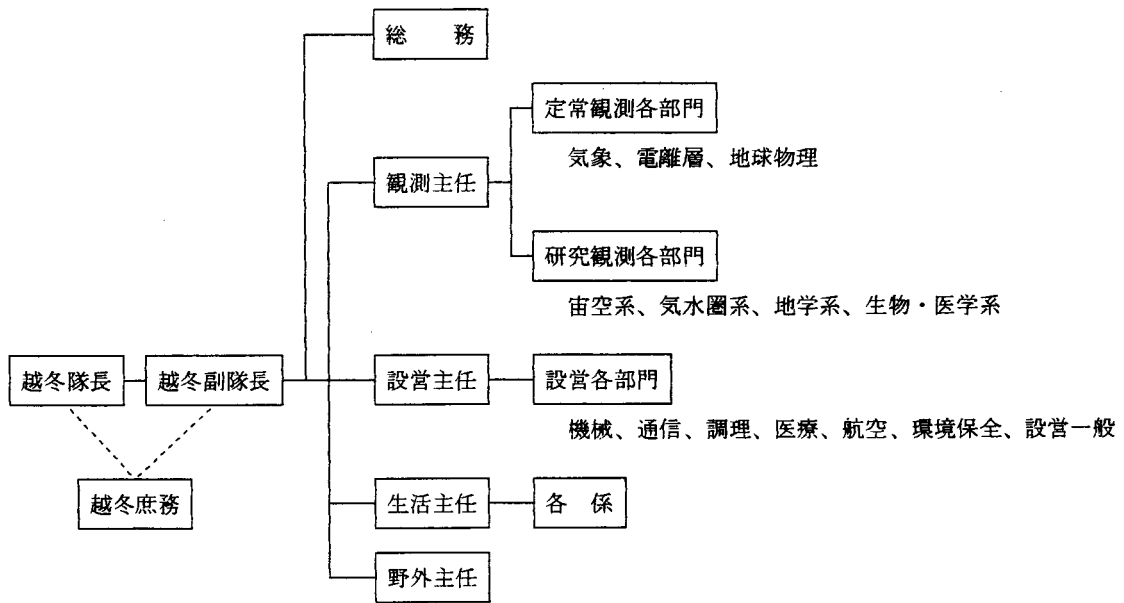 総　務
定常観測各部門
気象、電離層、地球物理
観測主任
研究観測各部門
宙空系、気水圏系、地学系、生物・医学系
越冬隊長
越冬副隊長
設営主任
設営各部門
機械、通信、調理、医療、航空、環境保全、設営一般
越冬庶務
生活主任
各　係
野外主任